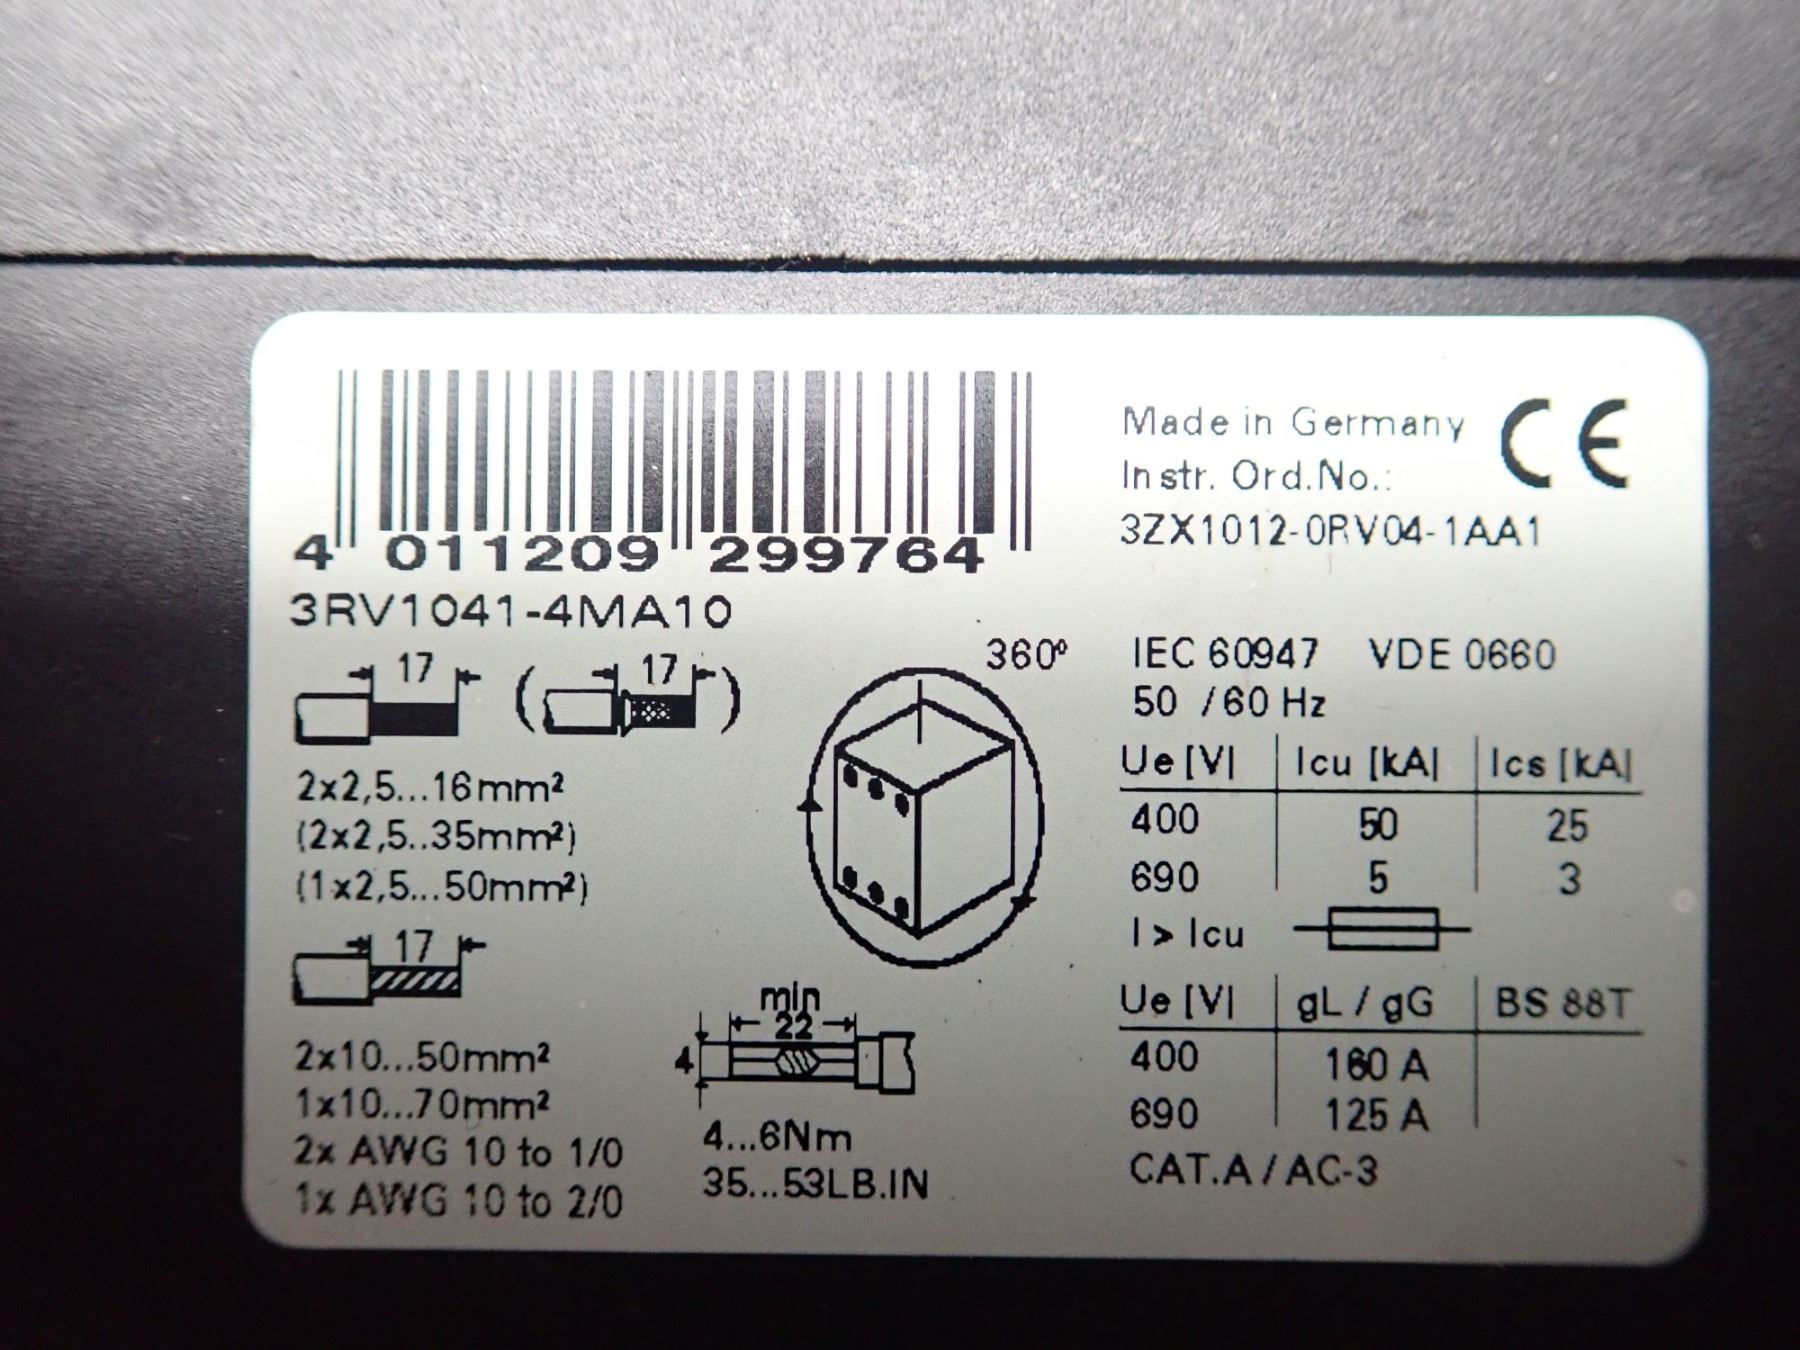 4 011209 299764
3RV1041-4MA10
17 ( 17 )
2x2,5...16mm²
(2x2,5..35mm²)
(1x2,5...50mm²)
17
2x10...50mm²
1x10...70mm²
2x AWG 10 to 1/0
1x AWG 10 to 2/0
360°
min
22
4
4...6Nm
35...53LB.IN
Made in Germany CE
Instr. Ord.No.:
3ZX1012-0RV04-1AA1
IEC 60947 VDE 0660
50 /60 Hz
Ue [V] Icu [kA] Ics [kA]
400 50 25
690 5 3
I > Icu
Ue [V] gL / gG BS 88T
400 160 A
690 125 A
CAT.A / AC-3